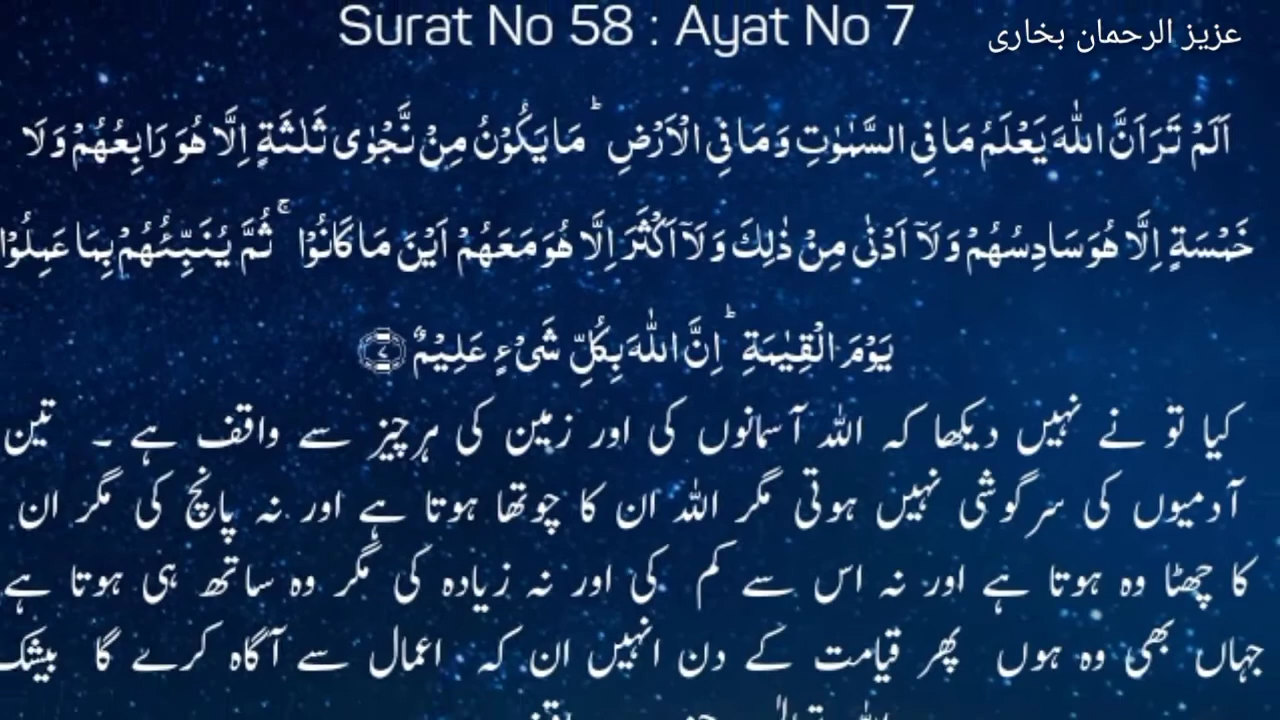 Surat No 58 : Ayat No 7
عزیز الرحمان بخاری
اَلَمْ تَرَ اَنَّ اللّٰهَ یَعْلَمُ مَا فِی السَّمٰوٰتِ وَ مَا فِی الْاَرْضِ ؕ مَا یَكُوْنُ مِنْ نَّجْوٰی ثَلٰثَةٍ اِلَّا هُوَ رَابِعُهُمْ وَ لَا
خَمْسَةٍ اِلَّا هُوَ سَادِسُهُمْ وَ لَاۤ اَدْنٰی مِنْ ذٰلِكَ وَ لَاۤ اَكْثَرَ اِلَّا هُوَ مَعَهُمْ اَیْنَ مَا كَانُوْا ۚ ثُمَّ یُنَبِّئُهُمْ بِمَا عَمِلُوْا
یَوْمَ الْقِیٰمَةِ ؕ اِنَّ اللّٰهَ بِكُلِّ شَیْءٍ عَلِیْمٌ ﴿۷﴾
کیا تو نے نہیں دیکھا کہ اللہ آسمانوں کی اور زمین کی ہرچیز سے واقف ہے ۔ تین
آدمیوں کی سرگوشی نہیں ہوتی مگر اللہ ان کا چوتھا ہوتا ہے اور نہ پانچ کی مگر ان
کا چھٹا وہ ہوتا ہے اور نہ اس سے کم کی اور نہ زیادہ کی مگر وہ ساتھ ہی ہوتا ہے
جہاں بھی وہ ہوں پھر قیامت کے دن انہیں ان کہ اعمال سے آگاہ کرے گا بیشک